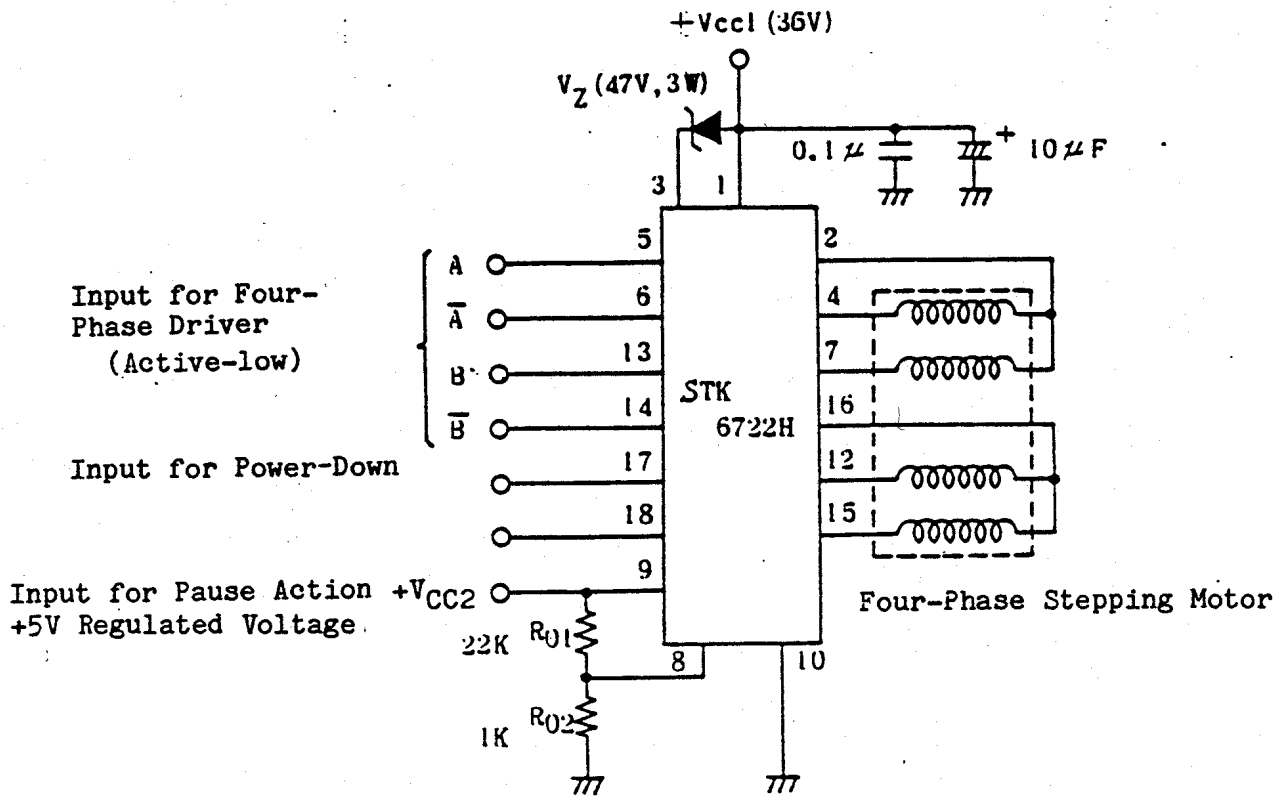 +Vccl (36V)
VZ (47V, 3W)
0.1μ
+
10μF
3
1
5
2
A
Input for Four-
Phase Driver
(Active-low)
6
4
A̅
13
7
B
14
STK
6722H
16
B̅
Input for Power-Down
17
12
18
15
Input for Pause Action +VCC2
+5V Regulated Voltage
9
Four-Phase Stepping Motor
22K
R01
8
10
1K
R02